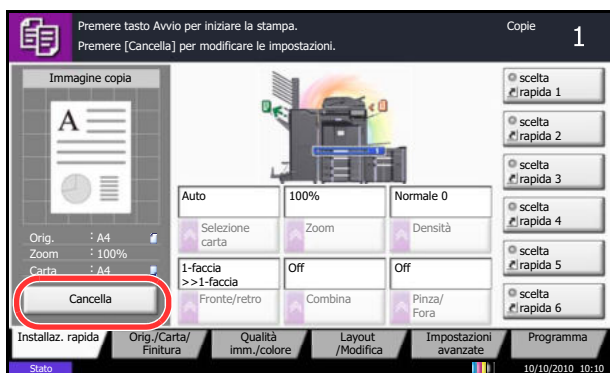 Premere tasto Avvio per iniziare la stampa.
Premere [Cancella] per modificare le impostazioni.
Copie
1
Immagine copia
A
Orig. : A4
Zoom : 100%
Carta : A4
Cancella
Auto
Selezione
carta
100%
Zoom
Normale 0
Densità
1-faccia
>>1-faccia
Fronte/retro
Off
Combina
Off
Pinza/
Fora
scelta
rapida 1
scelta
rapida 2
scelta
rapida 3
scelta
rapida 4
scelta
rapida 5
scelta
rapida 6
Installaz. rapida
Orig./Carta/
Finitura
Qualità
imm./colore
Layout
/Modifica
Impostazioni
avanzate
Programma
Stato
10/10/2010 10:10